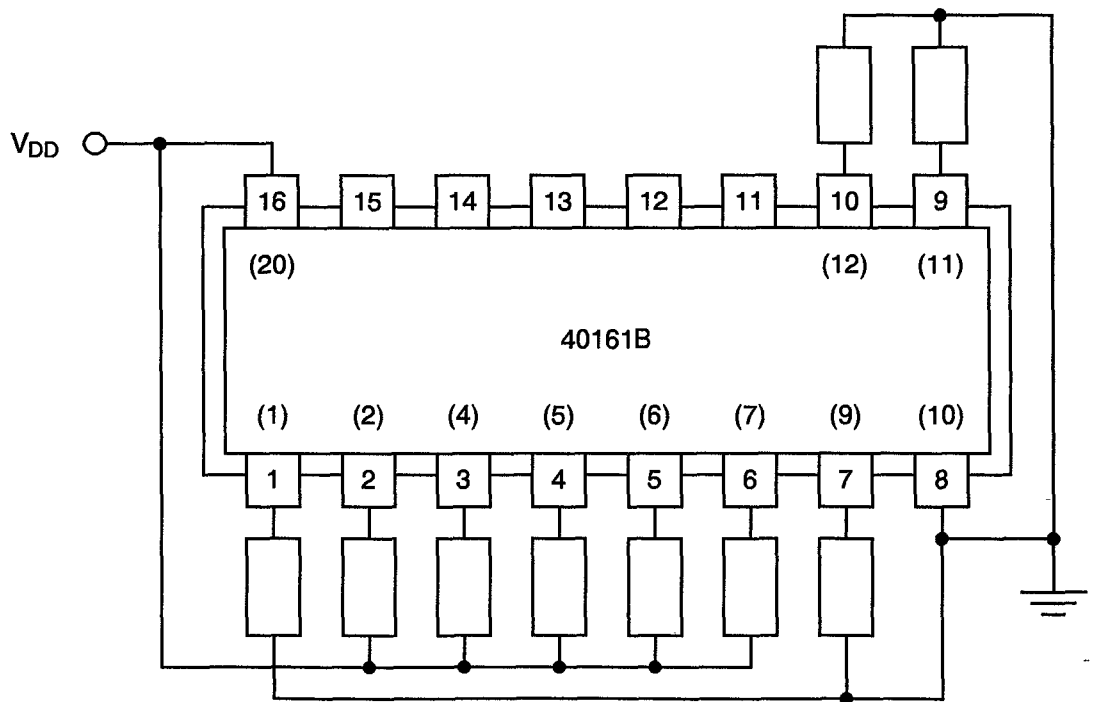 V_DD
16 15 14 13 12 11 10 9
(20) (12) (11)
40161B
(1) (2) (4) (5) (6) (7) (9) (10)
1 2 3 4 5 6 7 8